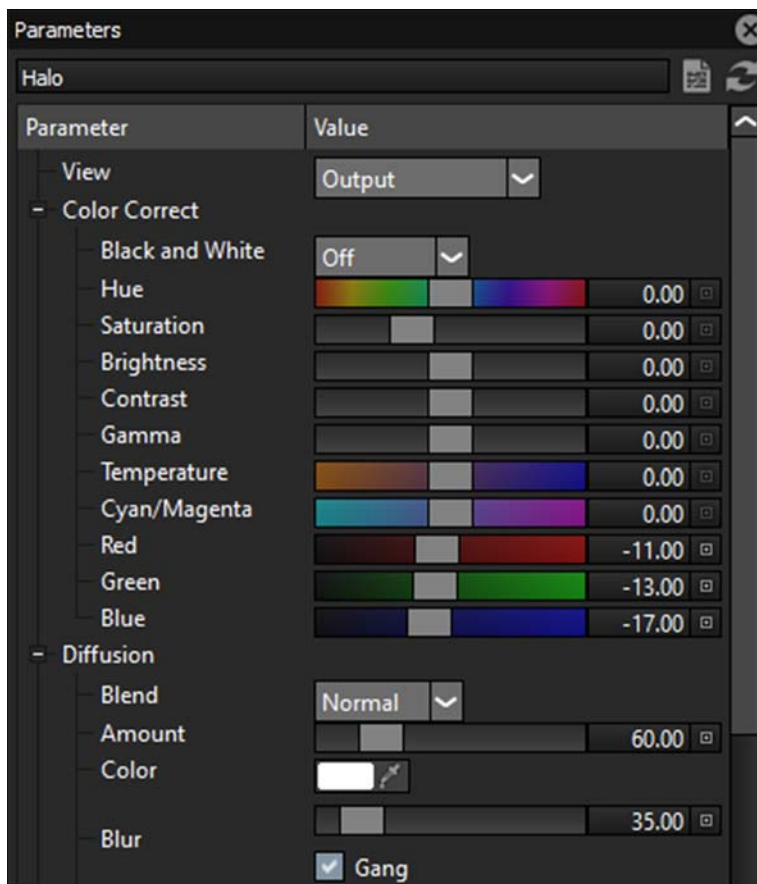 Parameters
Halo
Parameter Value
View Output
Color Correct
Black and White Off
Hue 0.00
Saturation 0.00
Brightness 0.00
Contrast 0.00
Gamma 0.00
Temperature 0.00
Cyan/Magenta 0.00
Red -11.00
Green -13.00
Blue -17.00
Diffusion
Blend Normal
Amount 60.00
Color
Blur 35.00
Gang